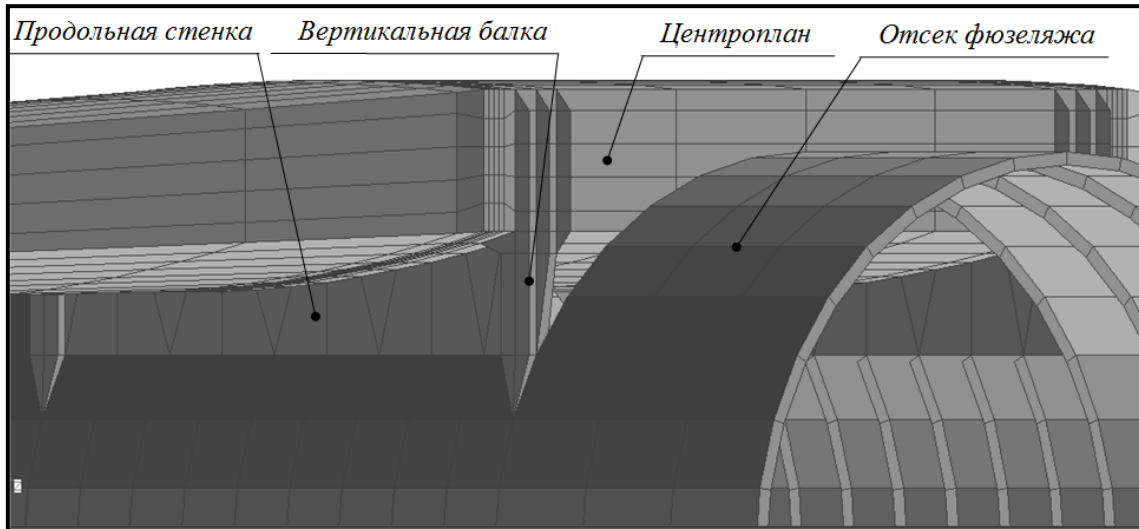 Продольная стенка
Вертикальная балка
Центроплан
Отсек фюзеляжа